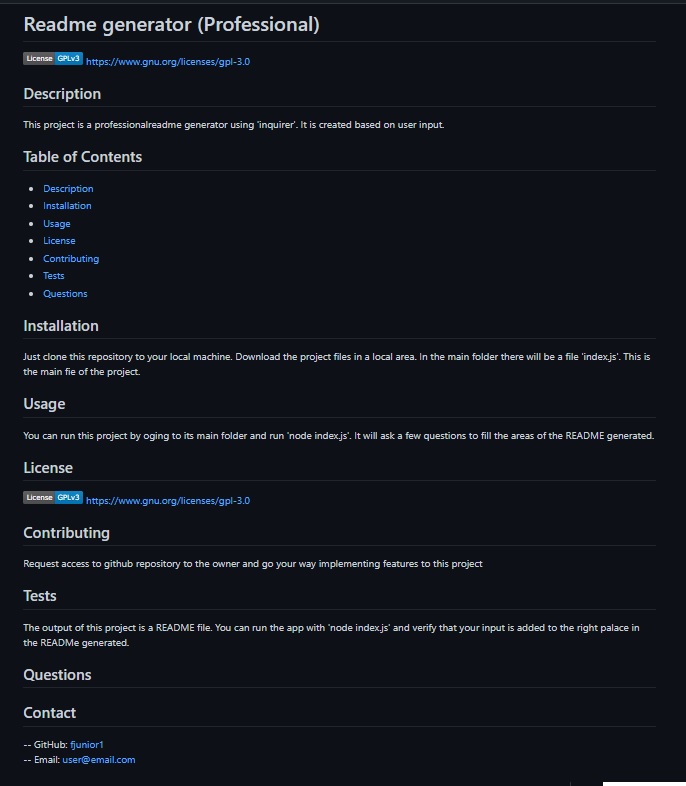 Readme generator (Professional)
License GPLv3 https://www.gnu.org/licenses/gpl-3.0
Description
This project is a professionalreadme generator using 'inquirer'. It is created based on user input.
Table of Contents
Description
Installation
Usage
License
Contributing
Tests
Questions
Installation
Just clone this repository to your local machine. Download the project files in a local area. In the main folder there will be a file 'index.js'. This is
the main fie of the project.
Usage
You can run this project by oging to its main folder and run 'node index.js'. It will ask a few questions to fill the areas of the README generated.
License
License GPLv3 https://www.gnu.org/licenses/gpl-3.0
Contributing
Request access to github repository to the owner and go your way implementing features to this project
Tests
The output of this project is a README file. You can run the app with 'node index.js' and verify that your input is added to the right palace in
the READMe generated.
Questions
Contact
-- GitHub: fjunior1
-- Email: user@email.com